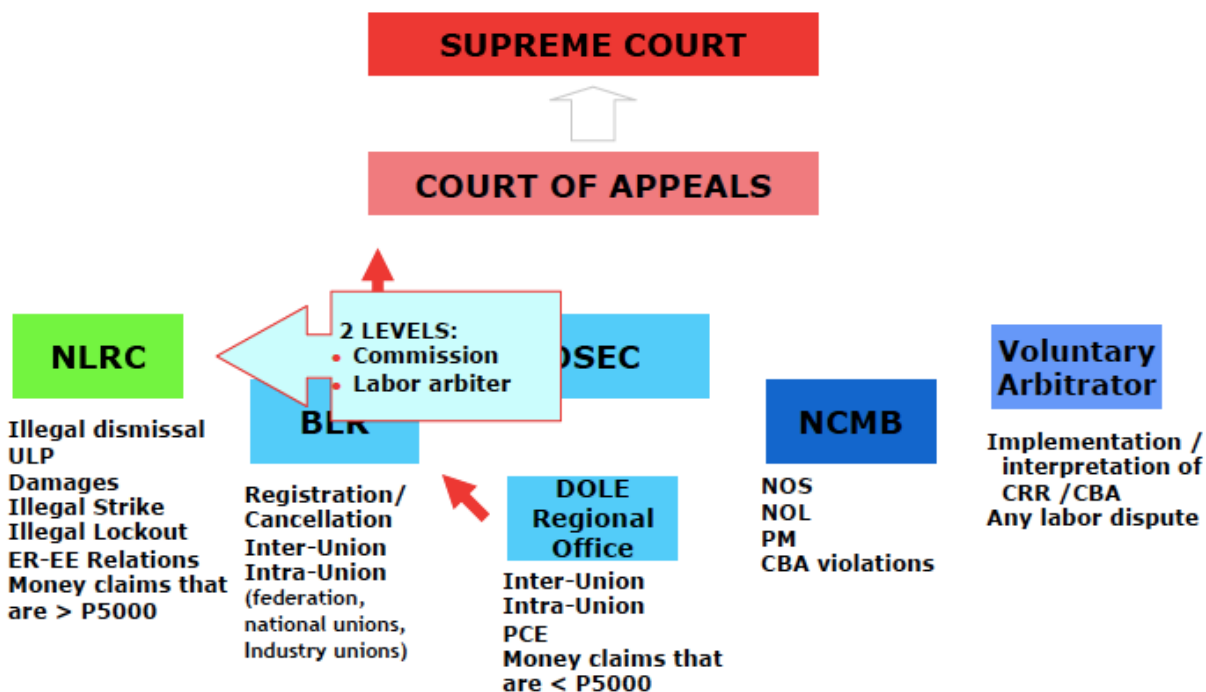 SUPREME COURT
COURT OF APPEALS
NLRC
Illegal dismissal
ULP
Damages
Illegal Strike
Illegal Lockout
ER-EE Relations
Money claims that
are > P5000
2 LEVELS:
• Commission
• Labor arbiter
BLR
Registration/
Cancellation
Inter-Union
Intra-Union
(federation,
national unions,
Industry unions)
DOLE
Regional
Office
Inter-Union
Intra-Union
PCE
Money claims that
are < P5000
NCMB
NOS
NOL
PM
CBA violations
Voluntary
Arbitrator
Implementation /
interpretation of
CRR /CBA
Any labor dispute